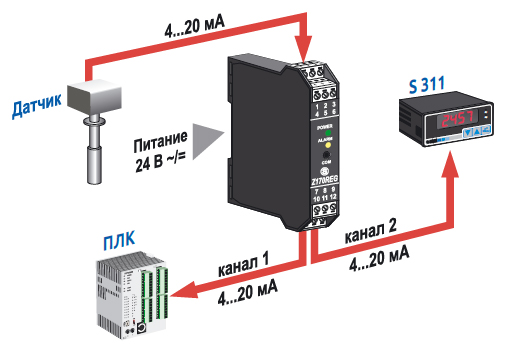 4...20 мА
Датчик
Питание
24 В ~/=
1 2 3
4 5 6
POWER
ALARM
COM
Z170REG
7 8 9
10 11 12
S 311
2457
канал 2
4...20 мА
ПЛК
канал 1
4...20 мА